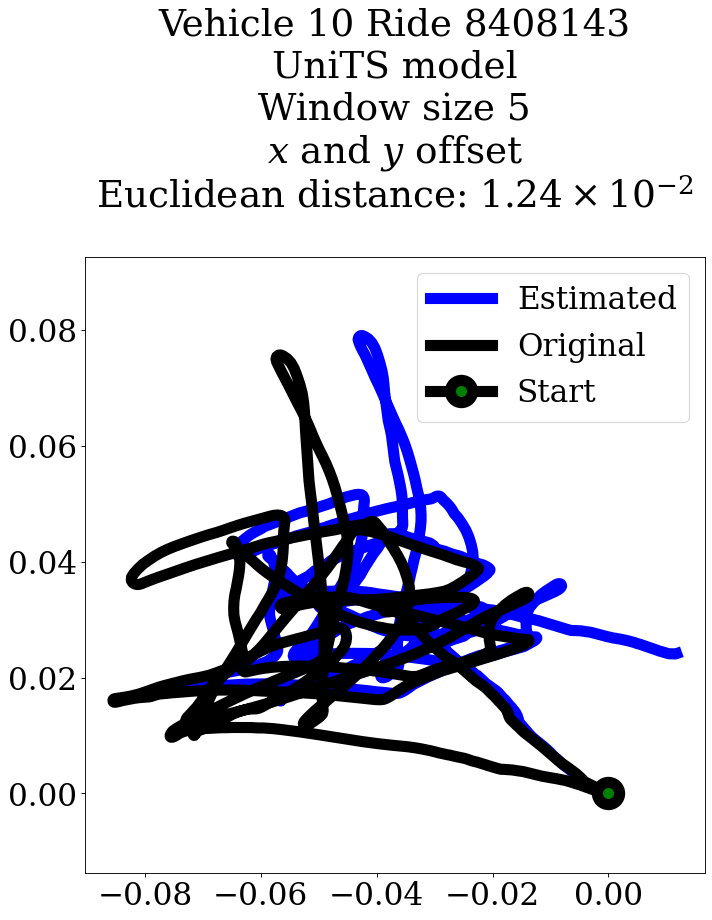 Vehicle 10 Ride 8408143
UniTS model
Window size 5
x and y offset
Euclidean distance: 1.24 × 10⁻²
Estimated
Original
Start
0.08
0.06
0.04
0.02
0.00
−0.08 −0.06 −0.04 −0.02 0.00